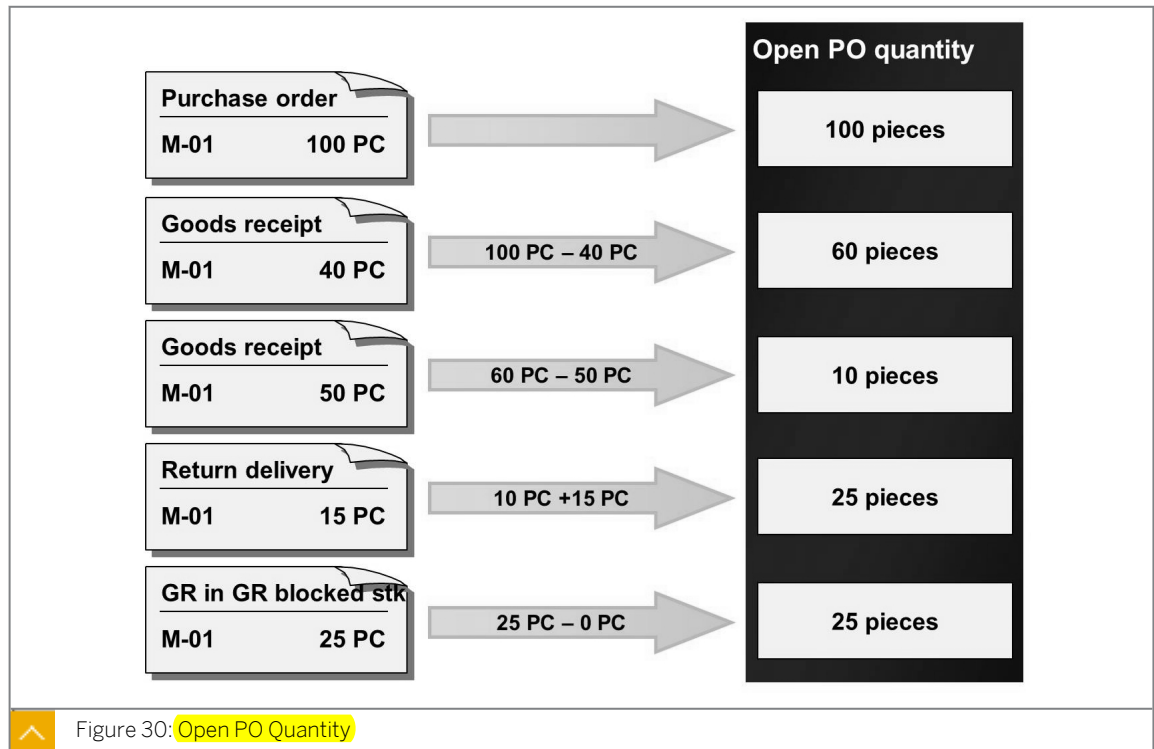 Open PO quantity
Purchase order
M-01 100 PC
100 pieces
Goods receipt
M-01 40 PC
100 PC – 40 PC
60 pieces
Goods receipt
M-01 50 PC
60 PC – 50 PC
10 pieces
Return delivery
M-01 15 PC
10 PC +15 PC
25 pieces
GR in GR blocked stk
M-01 25 PC
25 PC – 0 PC
25 pieces
Figure 30: Open PO Quantity